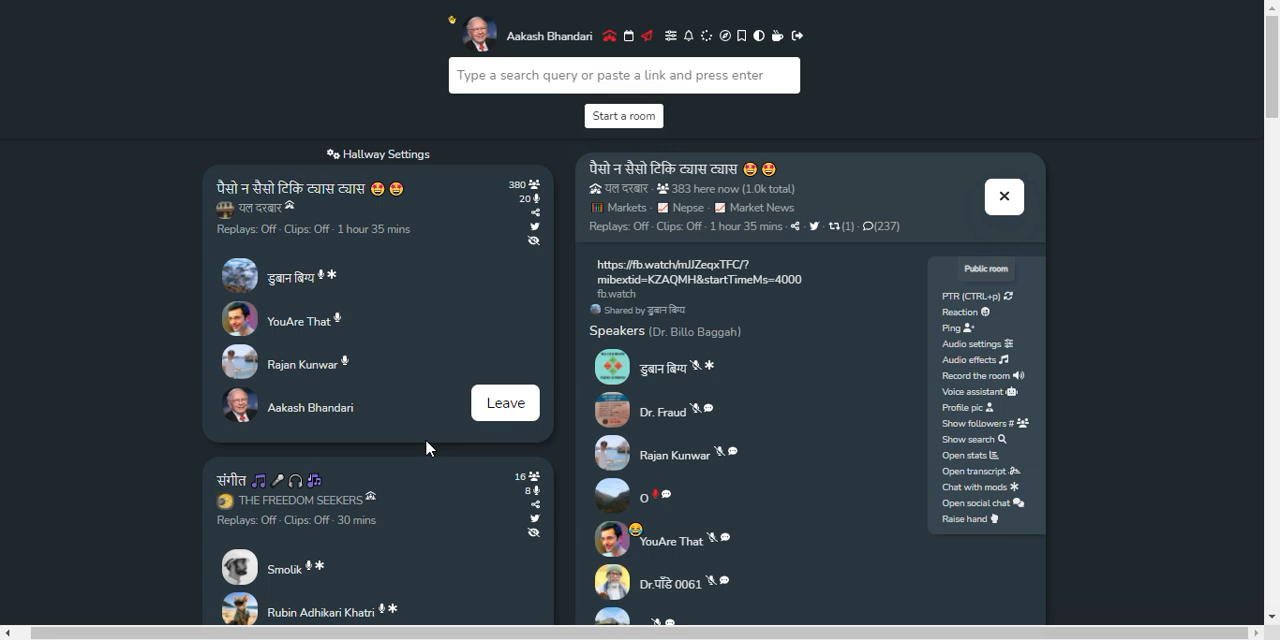 Aakash Bhandari
Type a search query or paste a link and press enter
Start a room
Hallway Settings
पैसो न सैसो टिकि ट्यास ट्यास
380
यल दरबार
20
Replays: Off · Clips: Off · 1 hour 35 mins
डुबान बिग्य
YouAre That
Rajan Kunwar
Aakash Bhandari
Leave
संगीत
16
THE FREEDOM SEEKERS
8
Replays: Off · Clips: Off · 30 mins
Smolik
Rubin Adhikari Khatri
पैसो न सैसो टिकि ट्यास ट्यास
यल दरबार · 383 here now (1.0k total)
Markets · Nepse · Market News
Replays: Off · Clips: Off · 1 hour 35 mins · (1) · (237)
https://fb.watch/mJJZeqxTFC/?
mibextid=KZAQMH&startTimeMs=4000
fb.watch
Shared by डुबान बिग्य
Speakers (Dr. Billo Baggah)
डुबान बिग्य
Dr. Fraud
Rajan Kunwar
O
YouAre That
Dr.पाँडे 0061
Public room
PTR (CTRL+p)
Reaction
Ping
Audio settings
Audio effects
Record the room
Voice assistant
Profile pic
Show followers #
Show search
Open stats
Open transcript
Chat with mods
Open social chat
Raise hand